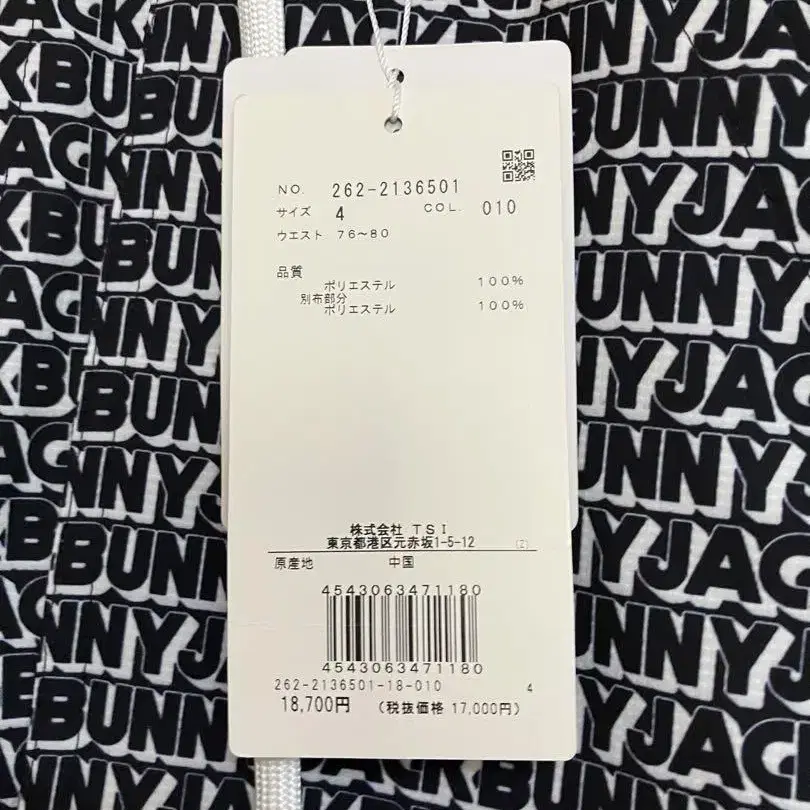 NO. 262-2136501
サイズ 4 COL. 010
ウエスト 76~80
品質
ポリエステル 100%
別布部分
ポリエステル 100%
株式会社 TSI
東京都港区元赤坂1-5-12 (Z)
原産地 中国
4543063471180
4543063471180
262-2136501-18-010 4
18,700円 (税抜価格 17,000円)
JACK BUNNY